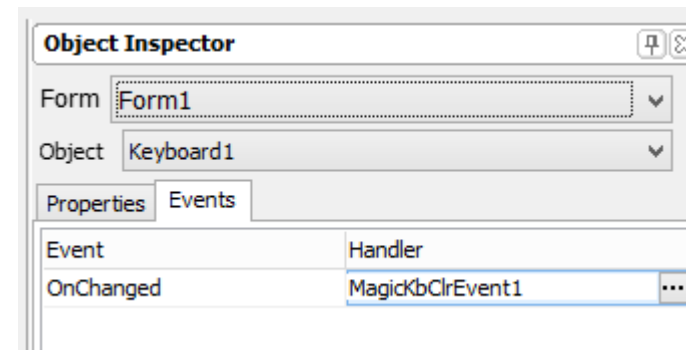 Object Inspector
Form Form1
Object Keyboard1
Properties Events
Event Handler
OnChanged MagicKbClrEvent1 ...